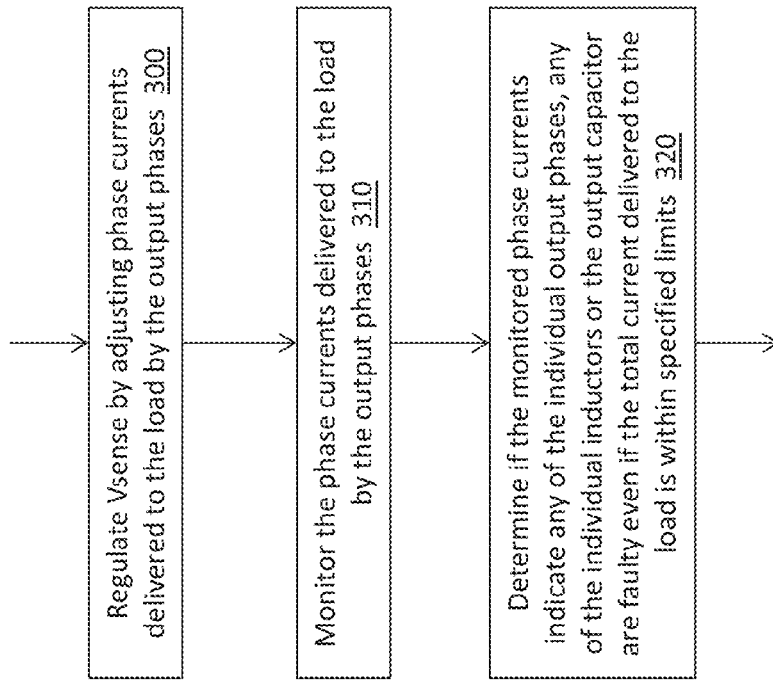 Regulate Vsense by adjusting phase currents
delivered to the load by the output phases 300
Monitor the phase currents delivered to the load
by the output phases 310
Determine if the monitored phase currents
indicate any of the individual output phases, any
of the individual inductors or the output capacitor
are faulty even if the total current delivered to the
load is within specified limits 320